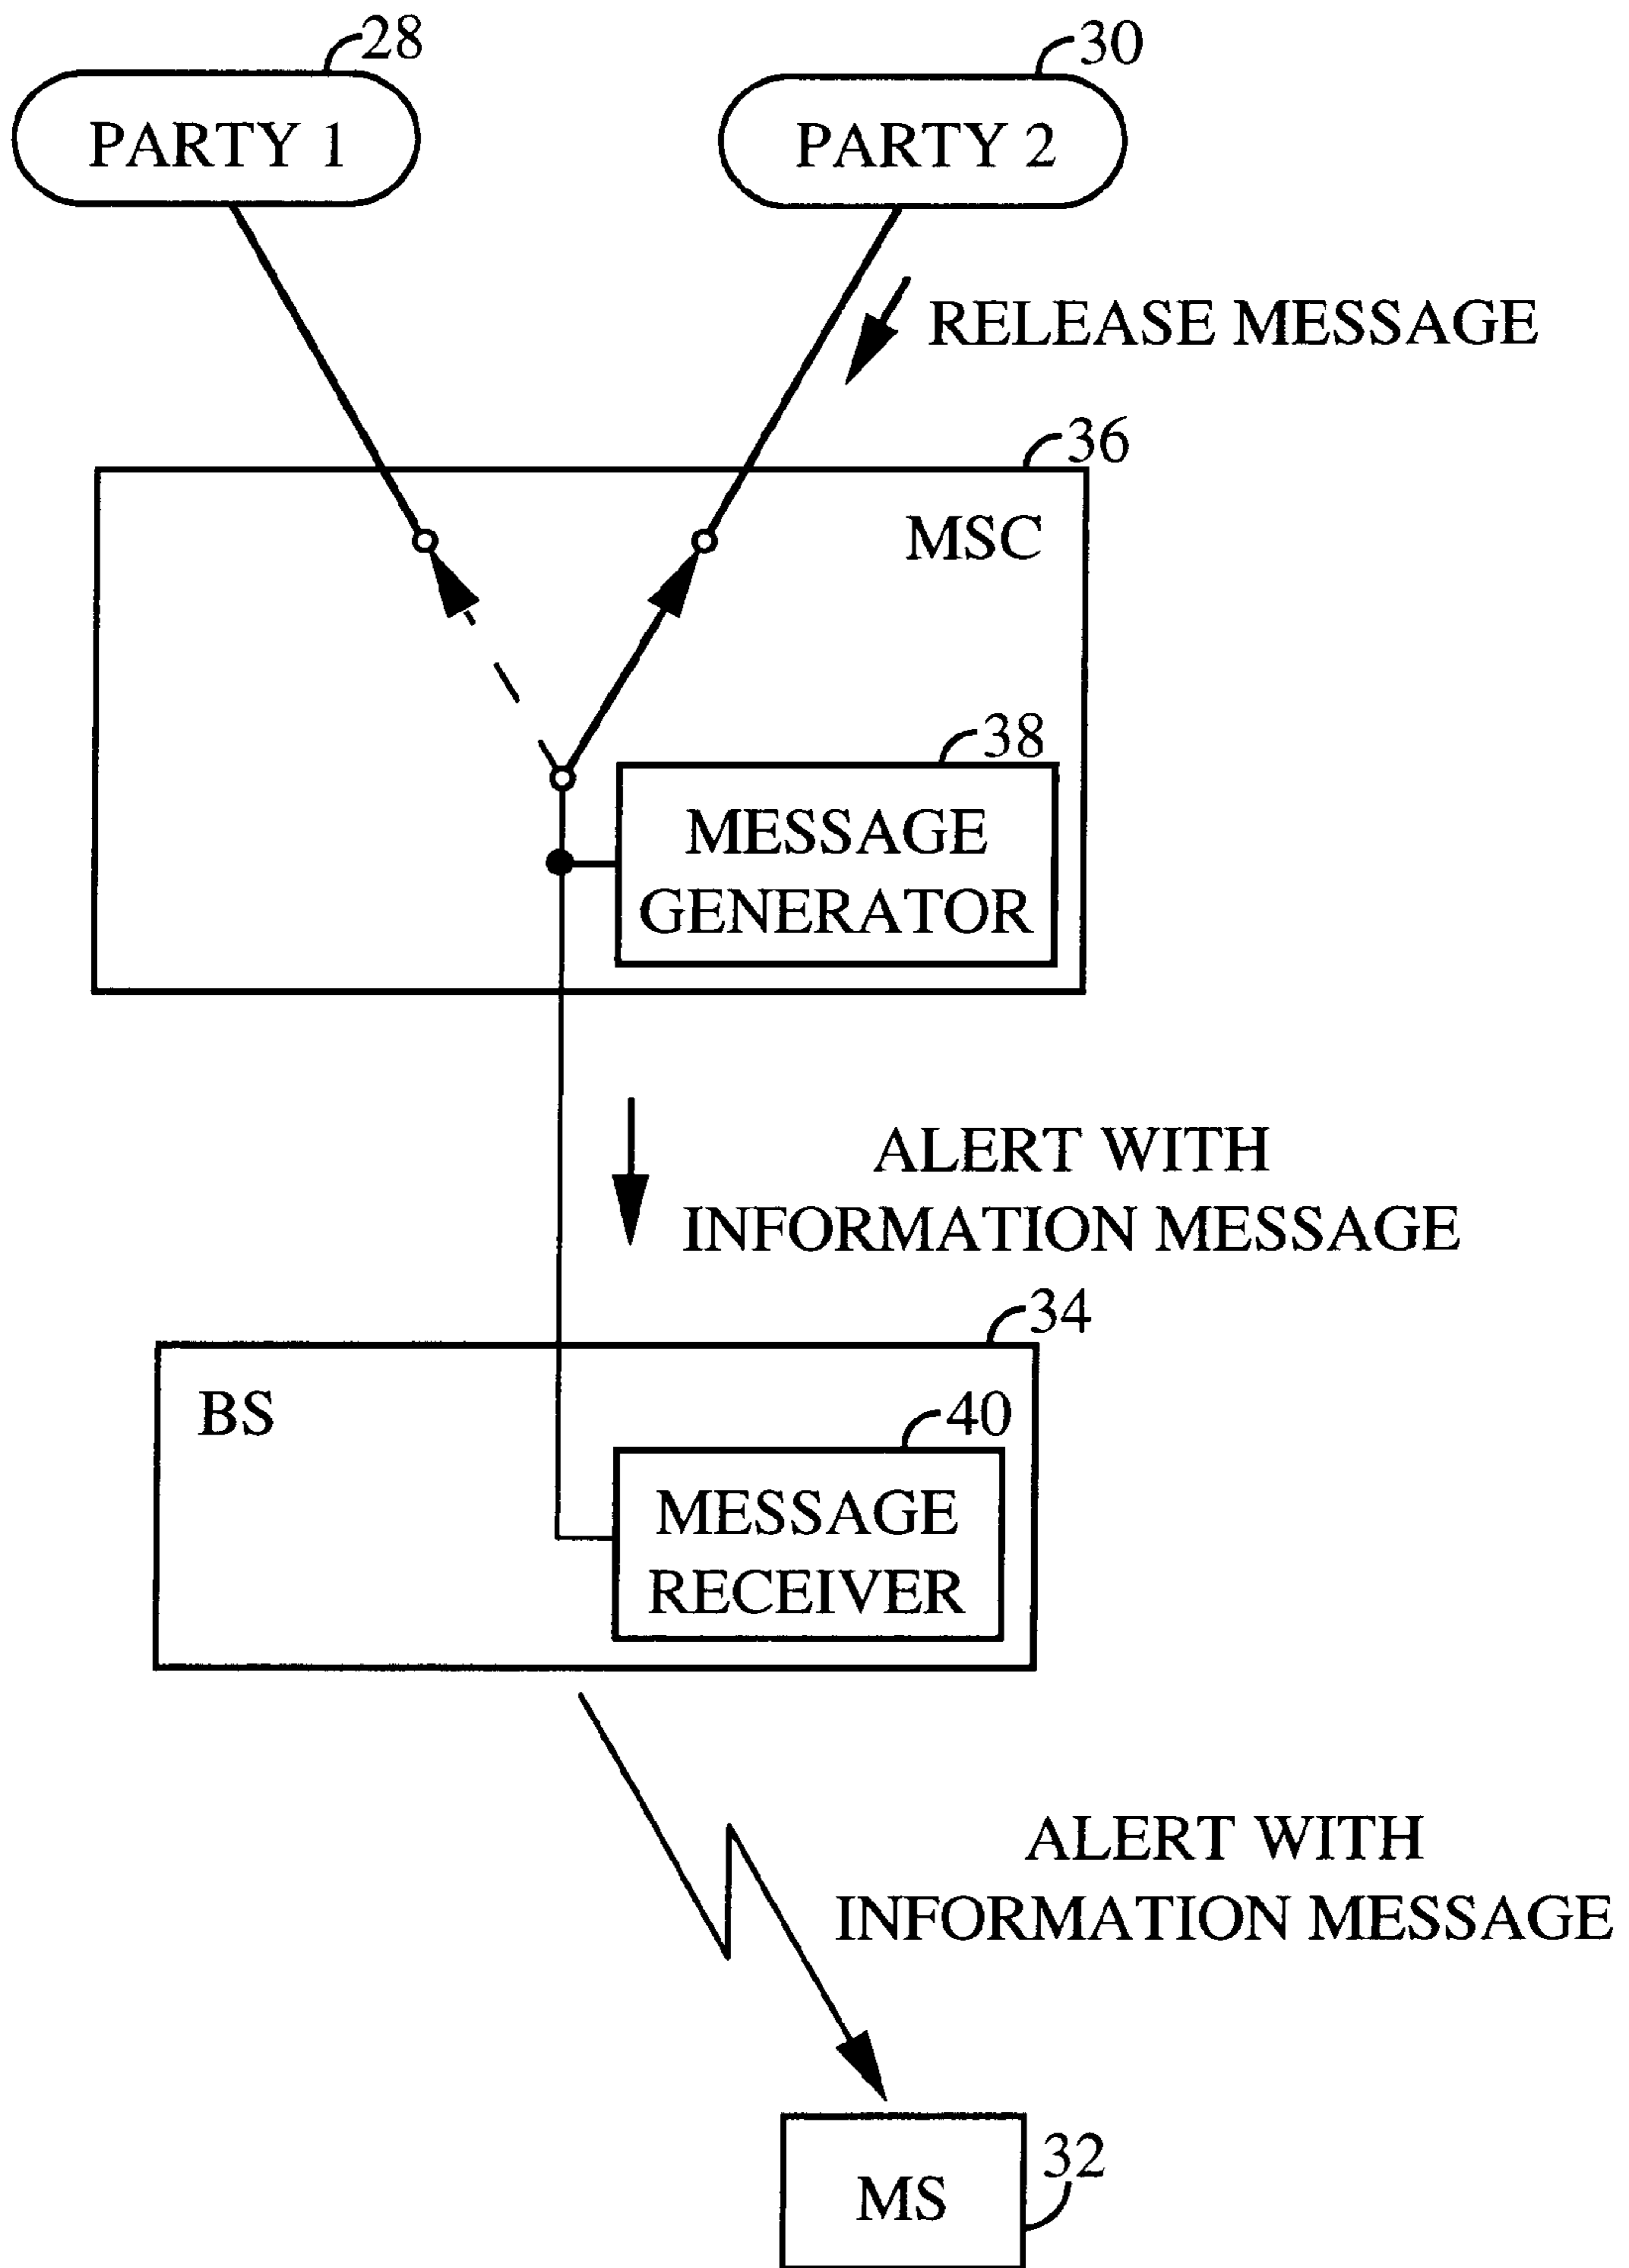 28
30
PARTY 1
PARTY 2
RELEASE MESSAGE
36
MSC
38
MESSAGE
GENERATOR
ALERT WITH
INFORMATION MESSAGE
34
BS
40
MESSAGE
RECEIVER
ALERT WITH
INFORMATION MESSAGE
32
MS